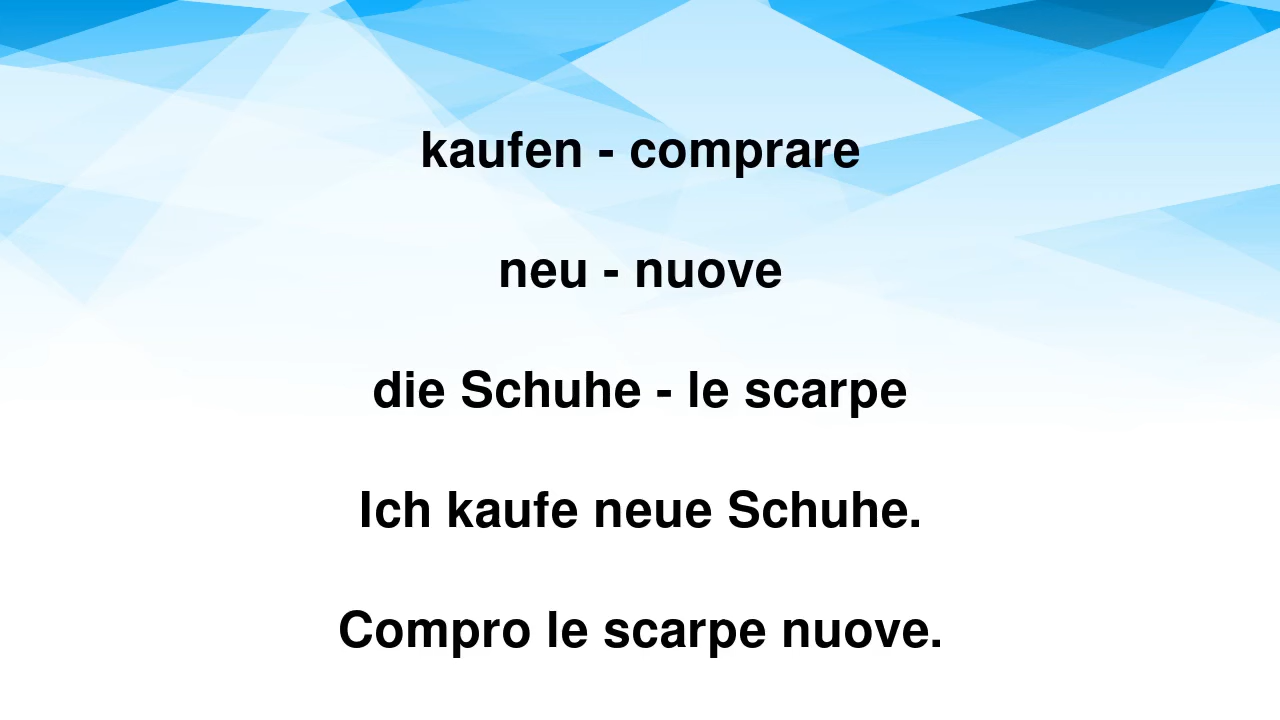 kaufen - comprare
neu - nuove
die Schuhe - le scarpe
Ich kaufe neue Schuhe.
Compro le scarpe nuove.